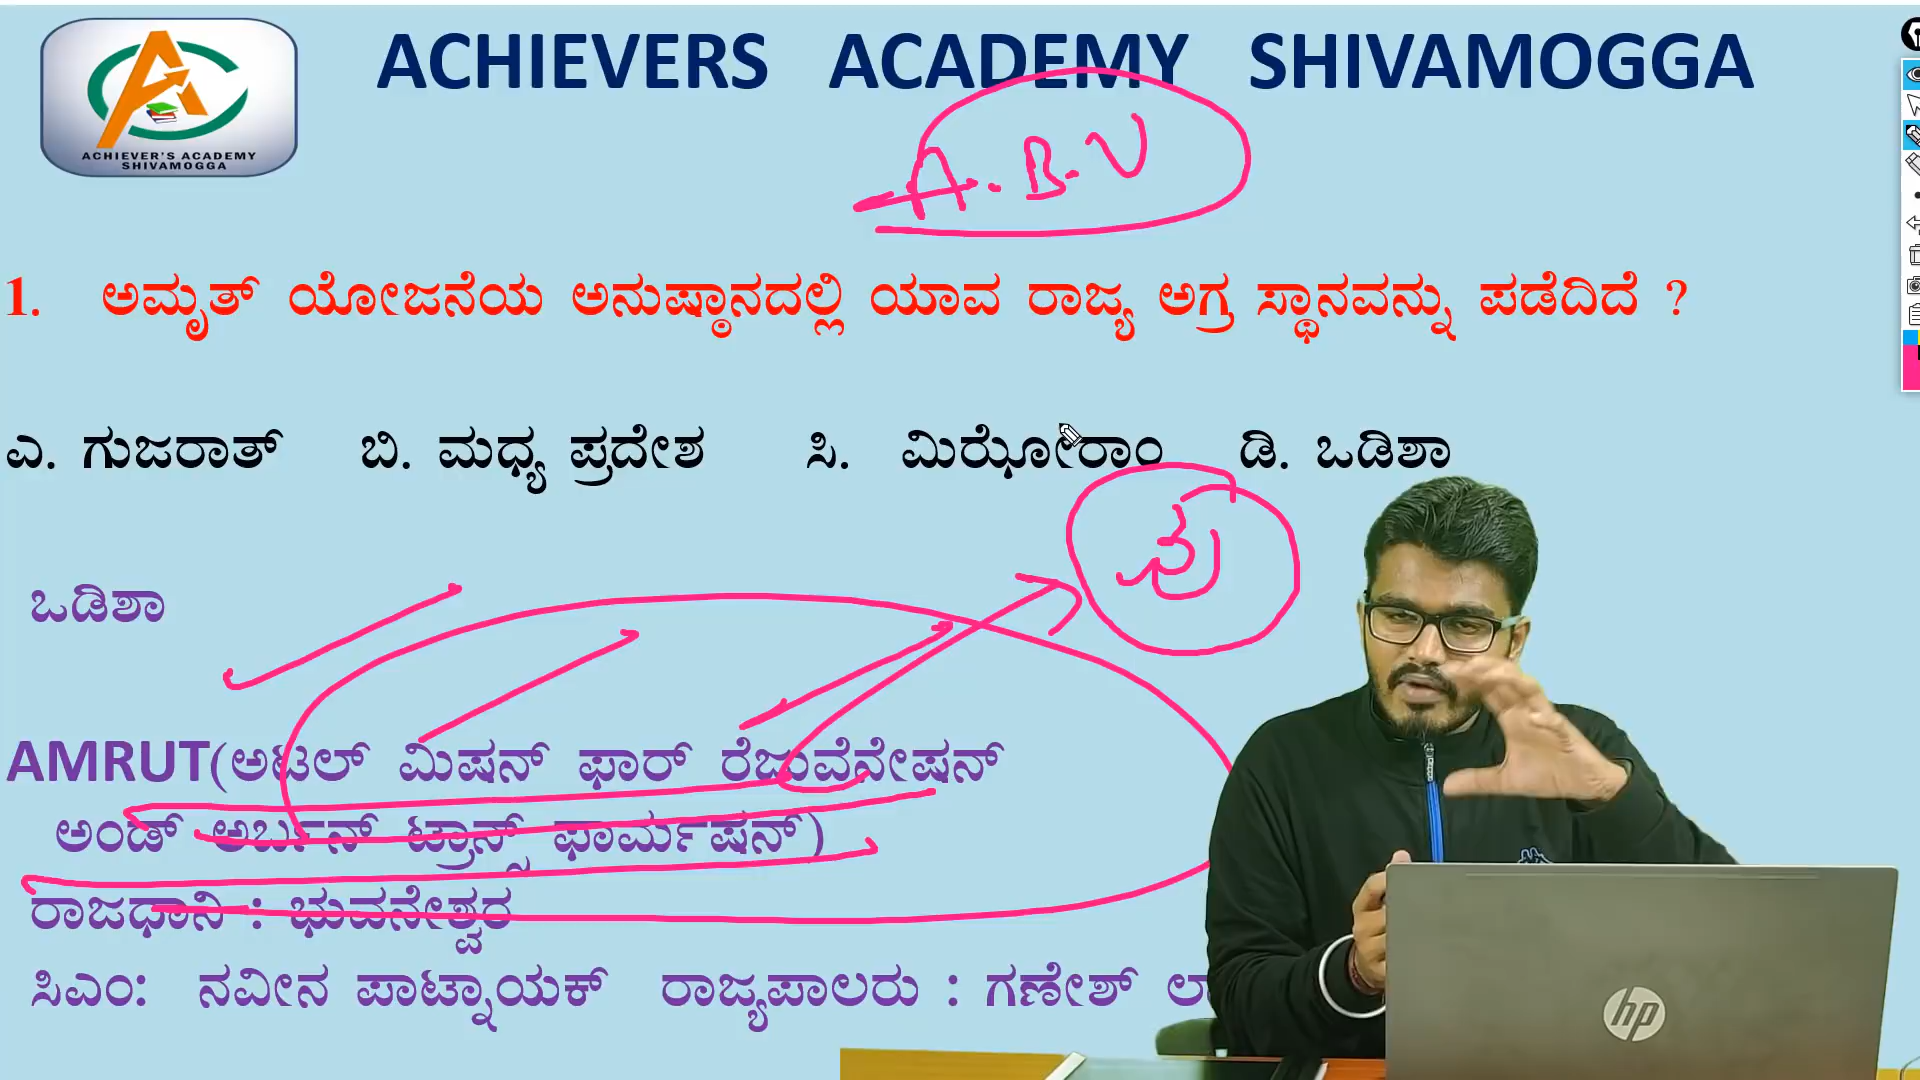 ACHIEVERS ACADEMY SHIVAMOGGA
ACHIEVER'S ACADEMY
SHIVAMOGGA
A.B.V
1. ಅಮೃತ್ ಯೋಜನೆಯ ಅನುಷ್ಠಾನದಲ್ಲಿ ಯಾವ ರಾಜ್ಯ ಅಗ್ರ ಸ್ಥಾನವನ್ನು ಪಡೆದಿದೆ ?
ಎ. ಗುಜರಾತ್ ಬಿ. ಮಧ್ಯ ಪ್ರದೇಶ ಸಿ. ಮಿಝೋರಾಂ ಡಿ. ಒಡಿಶಾ
ಒಡಿಶಾ
AMRUT(ಅಟಲ್ ಮಿಷನ್ ಫಾರ್ ರೆಜುವೆನೇಷನ್
ಅಂಡ್ ಅರ್ಬನ್ ಟ್ರಾನ್ಸ್ ಫಾರ್ಮೆಷನ್)
ರಾಜಧಾನಿ : ಭುವನೇಶ್ವರ
ಸಿಎಂ: ನವೀನ ಪಾಟ್ನಾಯಕ್ ರಾಜ್ಯಪಾಲರು : ಗಣೇಶ್
hp